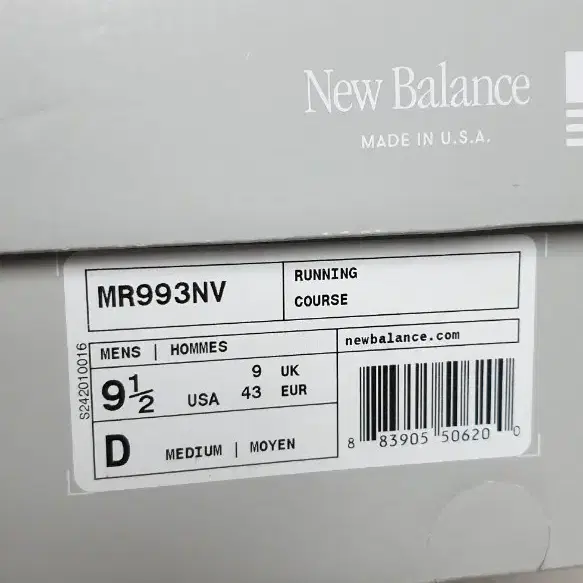 New Balance
MADE IN U.S.A.
MR993NV
RUNNING
COURSE
MENS | HOMMES
newbalance.com
9½ USA
9 UK
43 EUR
D
MEDIUM | MOYEN
S242010016
8 83905 50620 0